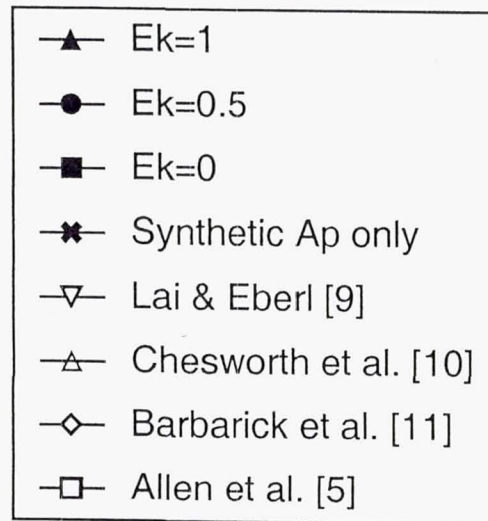 Ek=1
Ek=0.5
Ek=0
Synthetic Ap only
Lai & Eberl [9]
Chesworth et al. [10]
Barbarick et al. [11]
Allen et al. [5]